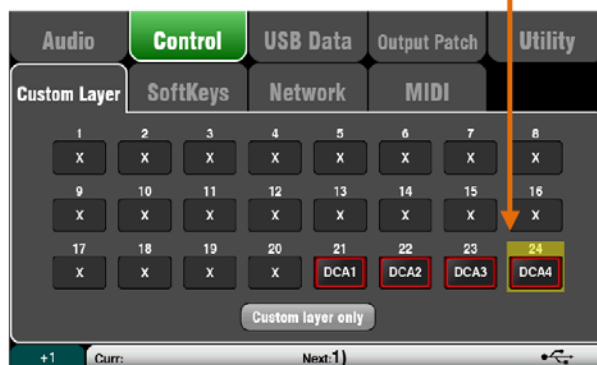 Audio Control USB Data Output Patch Utility
Custom Layer SoftKeys Network MIDI
1 2 3 4 5 6 7 8
X X X X X X X X
9 10 11 12 13 14 15 16
X X X X X X X X
17 18 19 20 21 22 23 24
X X X X DCA1 DCA2 DCA3 DCA4
Custom layer only
+1 Curr: Next:1)